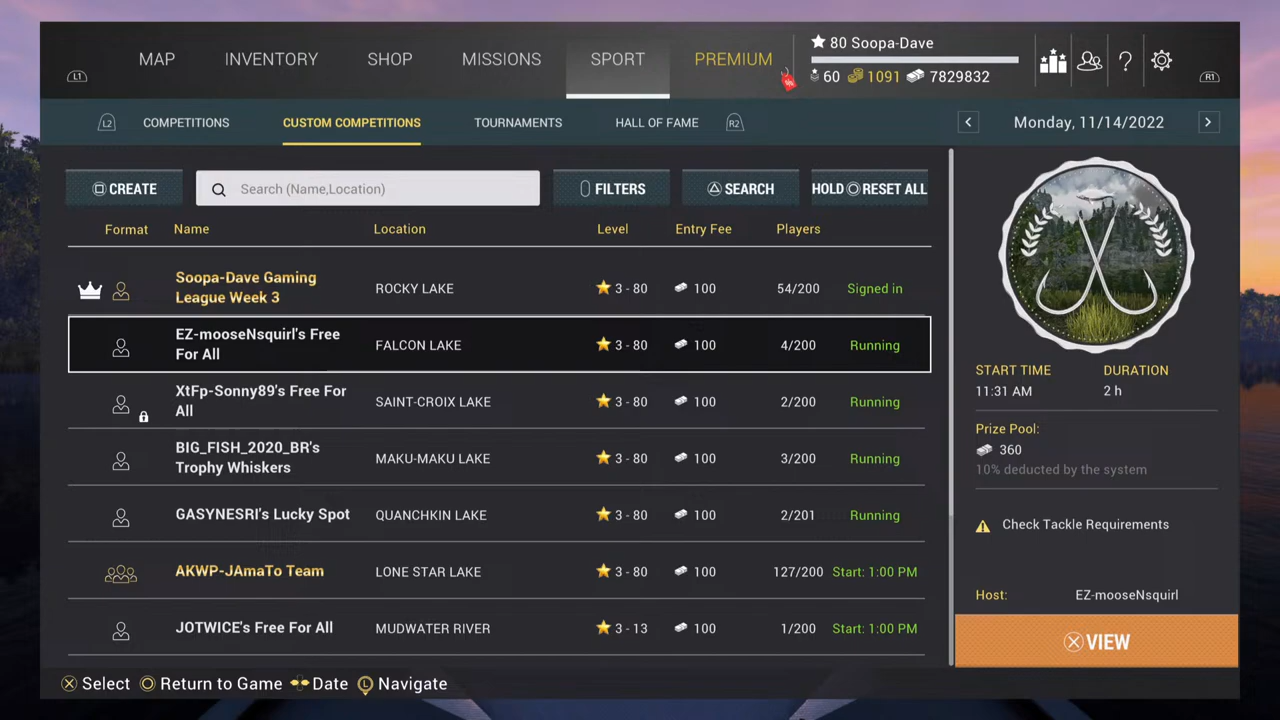 L1
MAP
INVENTORY
SHOP
MISSIONS
SPORT
PREMIUM
80 Soopa-Dave
60 1091 7829832
?
R1
L2
COMPETITIONS
CUSTOM COMPETITIONS
TOURNAMENTS
HALL OF FAME
R2
Monday, 11/14/2022
CREATE
Search (Name,Location)
FILTERS
SEARCH
HOLD RESET ALL
Format Name Location Level Entry Fee Players
Soopa-Dave Gaming
League Week 3
ROCKY LAKE 3 - 80 100 54/200 Signed in
EZ-mooseNsquirl's Free
For All
FALCON LAKE 3 - 80 100 4/200 Running
XtFp-Sonny89's Free For
All
SAINT-CROIX LAKE 3 - 80 100 2/200 Running
BIG_FISH_2020_BR's
Trophy Whiskers
MAKU-MAKU LAKE 3 - 80 100 3/200 Running
GASYNESRI's Lucky Spot QUANCHKIN LAKE 3 - 80 100 2/201 Running
AKWP-JAmaTo Team LONE STAR LAKE 3 - 80 100 127/200 Start: 1:00 PM
JOTWICE's Free For All MUDWATER RIVER 3 - 13 100 1/200 Start: 1:00 PM
START TIME DURATION
11:31 AM 2 h
Prize Pool:
360
10% deducted by the system
Check Tackle Requirements
Host: EZ-mooseNsquirl
VIEW
Select Return to Game Date L Navigate